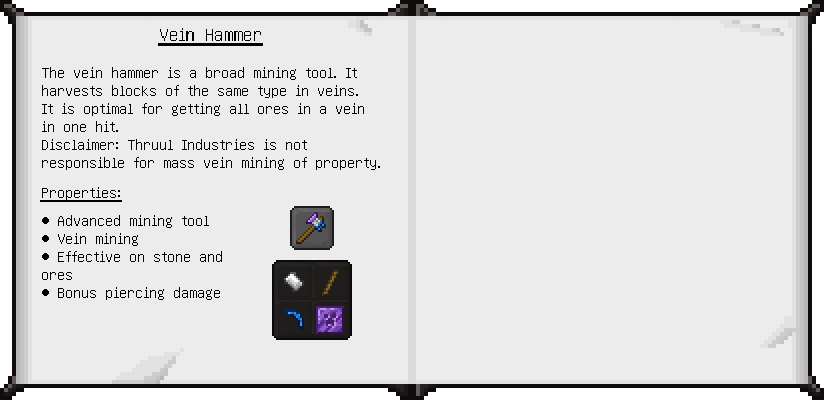 Vein Hammer
The vein hammer is a broad mining tool. It
harvests blocks of the same type in veins.
It is optimal for getting all ores in a vein
in one hit.
Disclaimer: Thruul Industries is not
responsible for mass vein mining of property.
Properties:
● Advanced mining tool
● Vein mining
● Effective on stone and
ores
● Bonus piercing damage